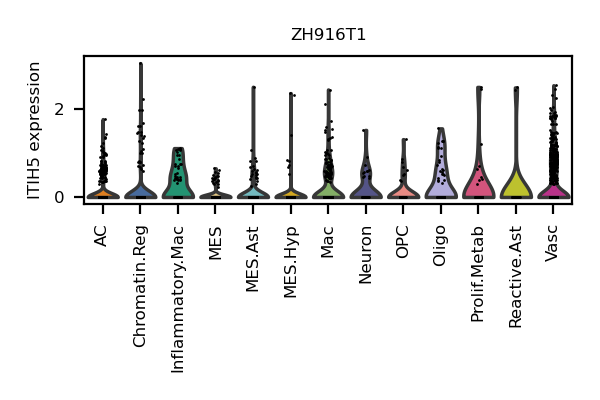 ZH916T1
ITIH5 expression
2
0
AC
Chromatin.Reg
Inflammatory.Mac
MES
MES.Ast
MES.Hyp
Mac
Neuron
OPC
Oligo
Prolif.Metab
Reactive.Ast
Vasc